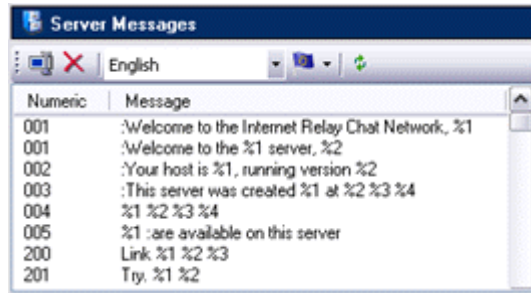 Server Messages
English
Numeric Message
001 :Welcome to the Internet Relay Chat Network, %1
001 :Welcome to the %1 server, %2
002 :Your host is %1, running version %2
003 :This server was created %1 at %2 %3 %4
004 %1 %2 %3 %4
005 %1 :are available on this server
200 Link %1 %2 %3
201 Try. %1 %2